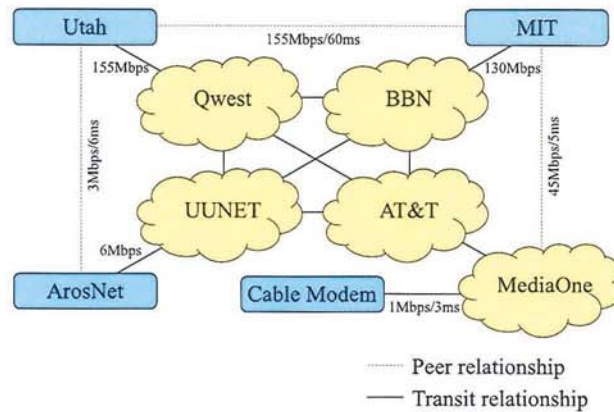 Utah
MIT
155Mbps/60ms
155Mbps
130Mbps
Qwest
BBN
3Mbps/6ms
45Mbps/5ms
UUNET
AT&T
6Mbps
ArosNet
Cable Modem
MediaOne
1Mbps/3ms
Peer relationship
Transit relationship